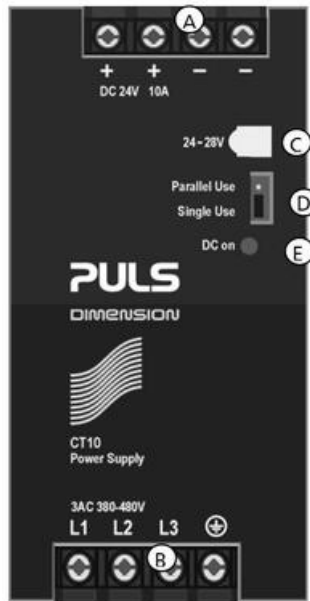 A
+ + − −
DC 24V 10A
24–28V C
Parallel Use
Single Use D
DC on E
PULS
DIMENSION
CT10
Power Supply
3AC 380-480V
L1 L2 L3
B